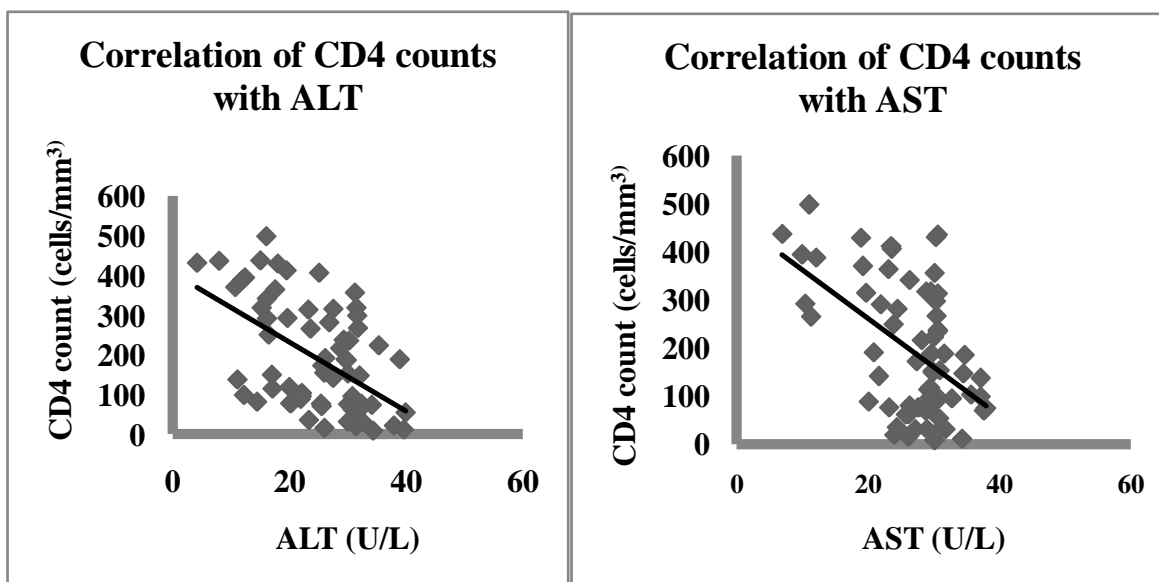 Correlation of CD4 counts
with ALT
CD4 count (cells/mm³)
600
500
400
300
200
100
0
0 20 40 60
ALT (U/L)
Correlation of CD4 counts
with AST
CD4 count (cells/mm³)
600
500
400
300
200
100
0
0 20 40 60
AST (U/L)